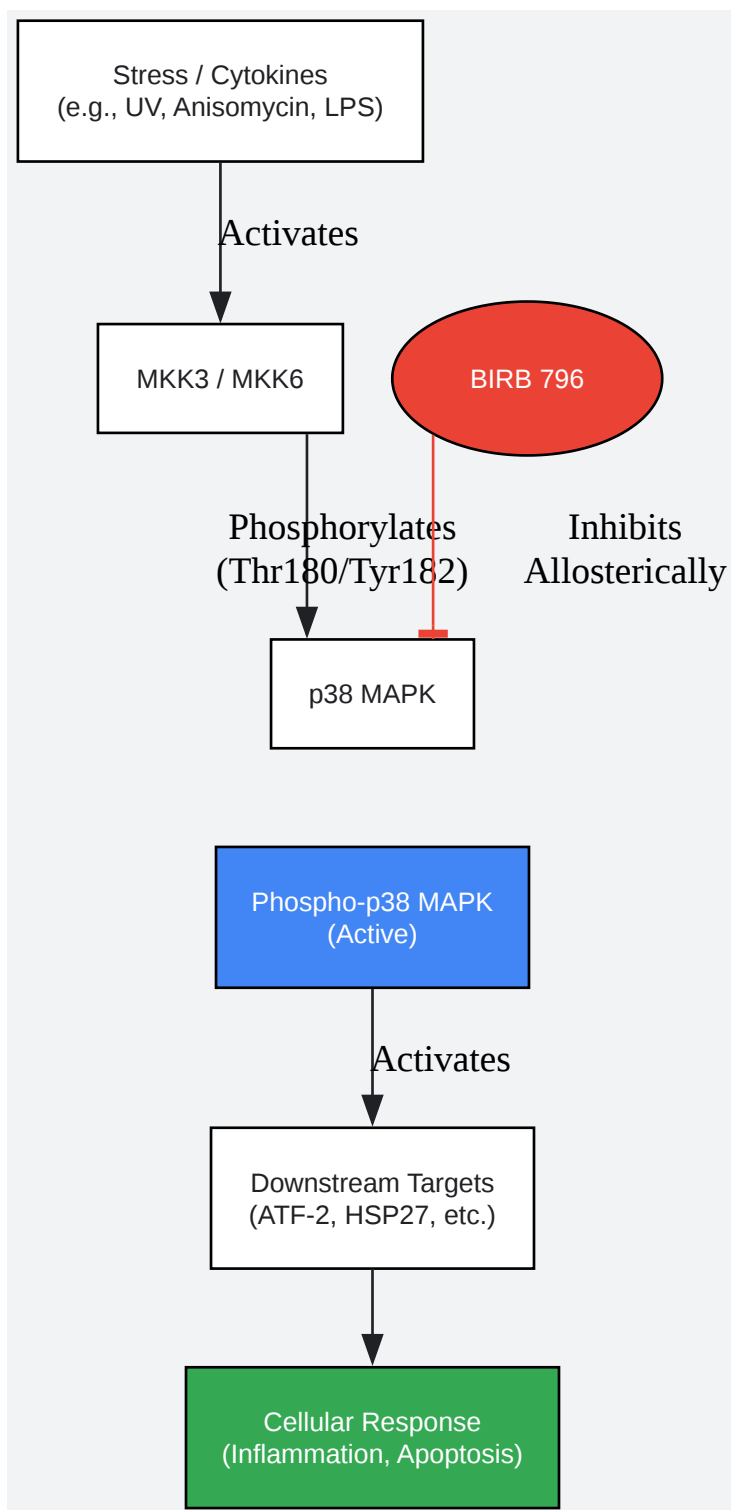 Stress / Cytokines
(e.g., UV, Anisomycin, LPS)
Activates
MKK3 / MKK6
BIRB 796
Phosphorylates
(Thr180/Tyr182)
Inhibits
Allosterically
p38 MAPK
Phospho-p38 MAPK
(Active)
Activates
Downstream Targets
(ATF-2, HSP27, etc.)
Cellular Response
(Inflammation, Apoptosis)